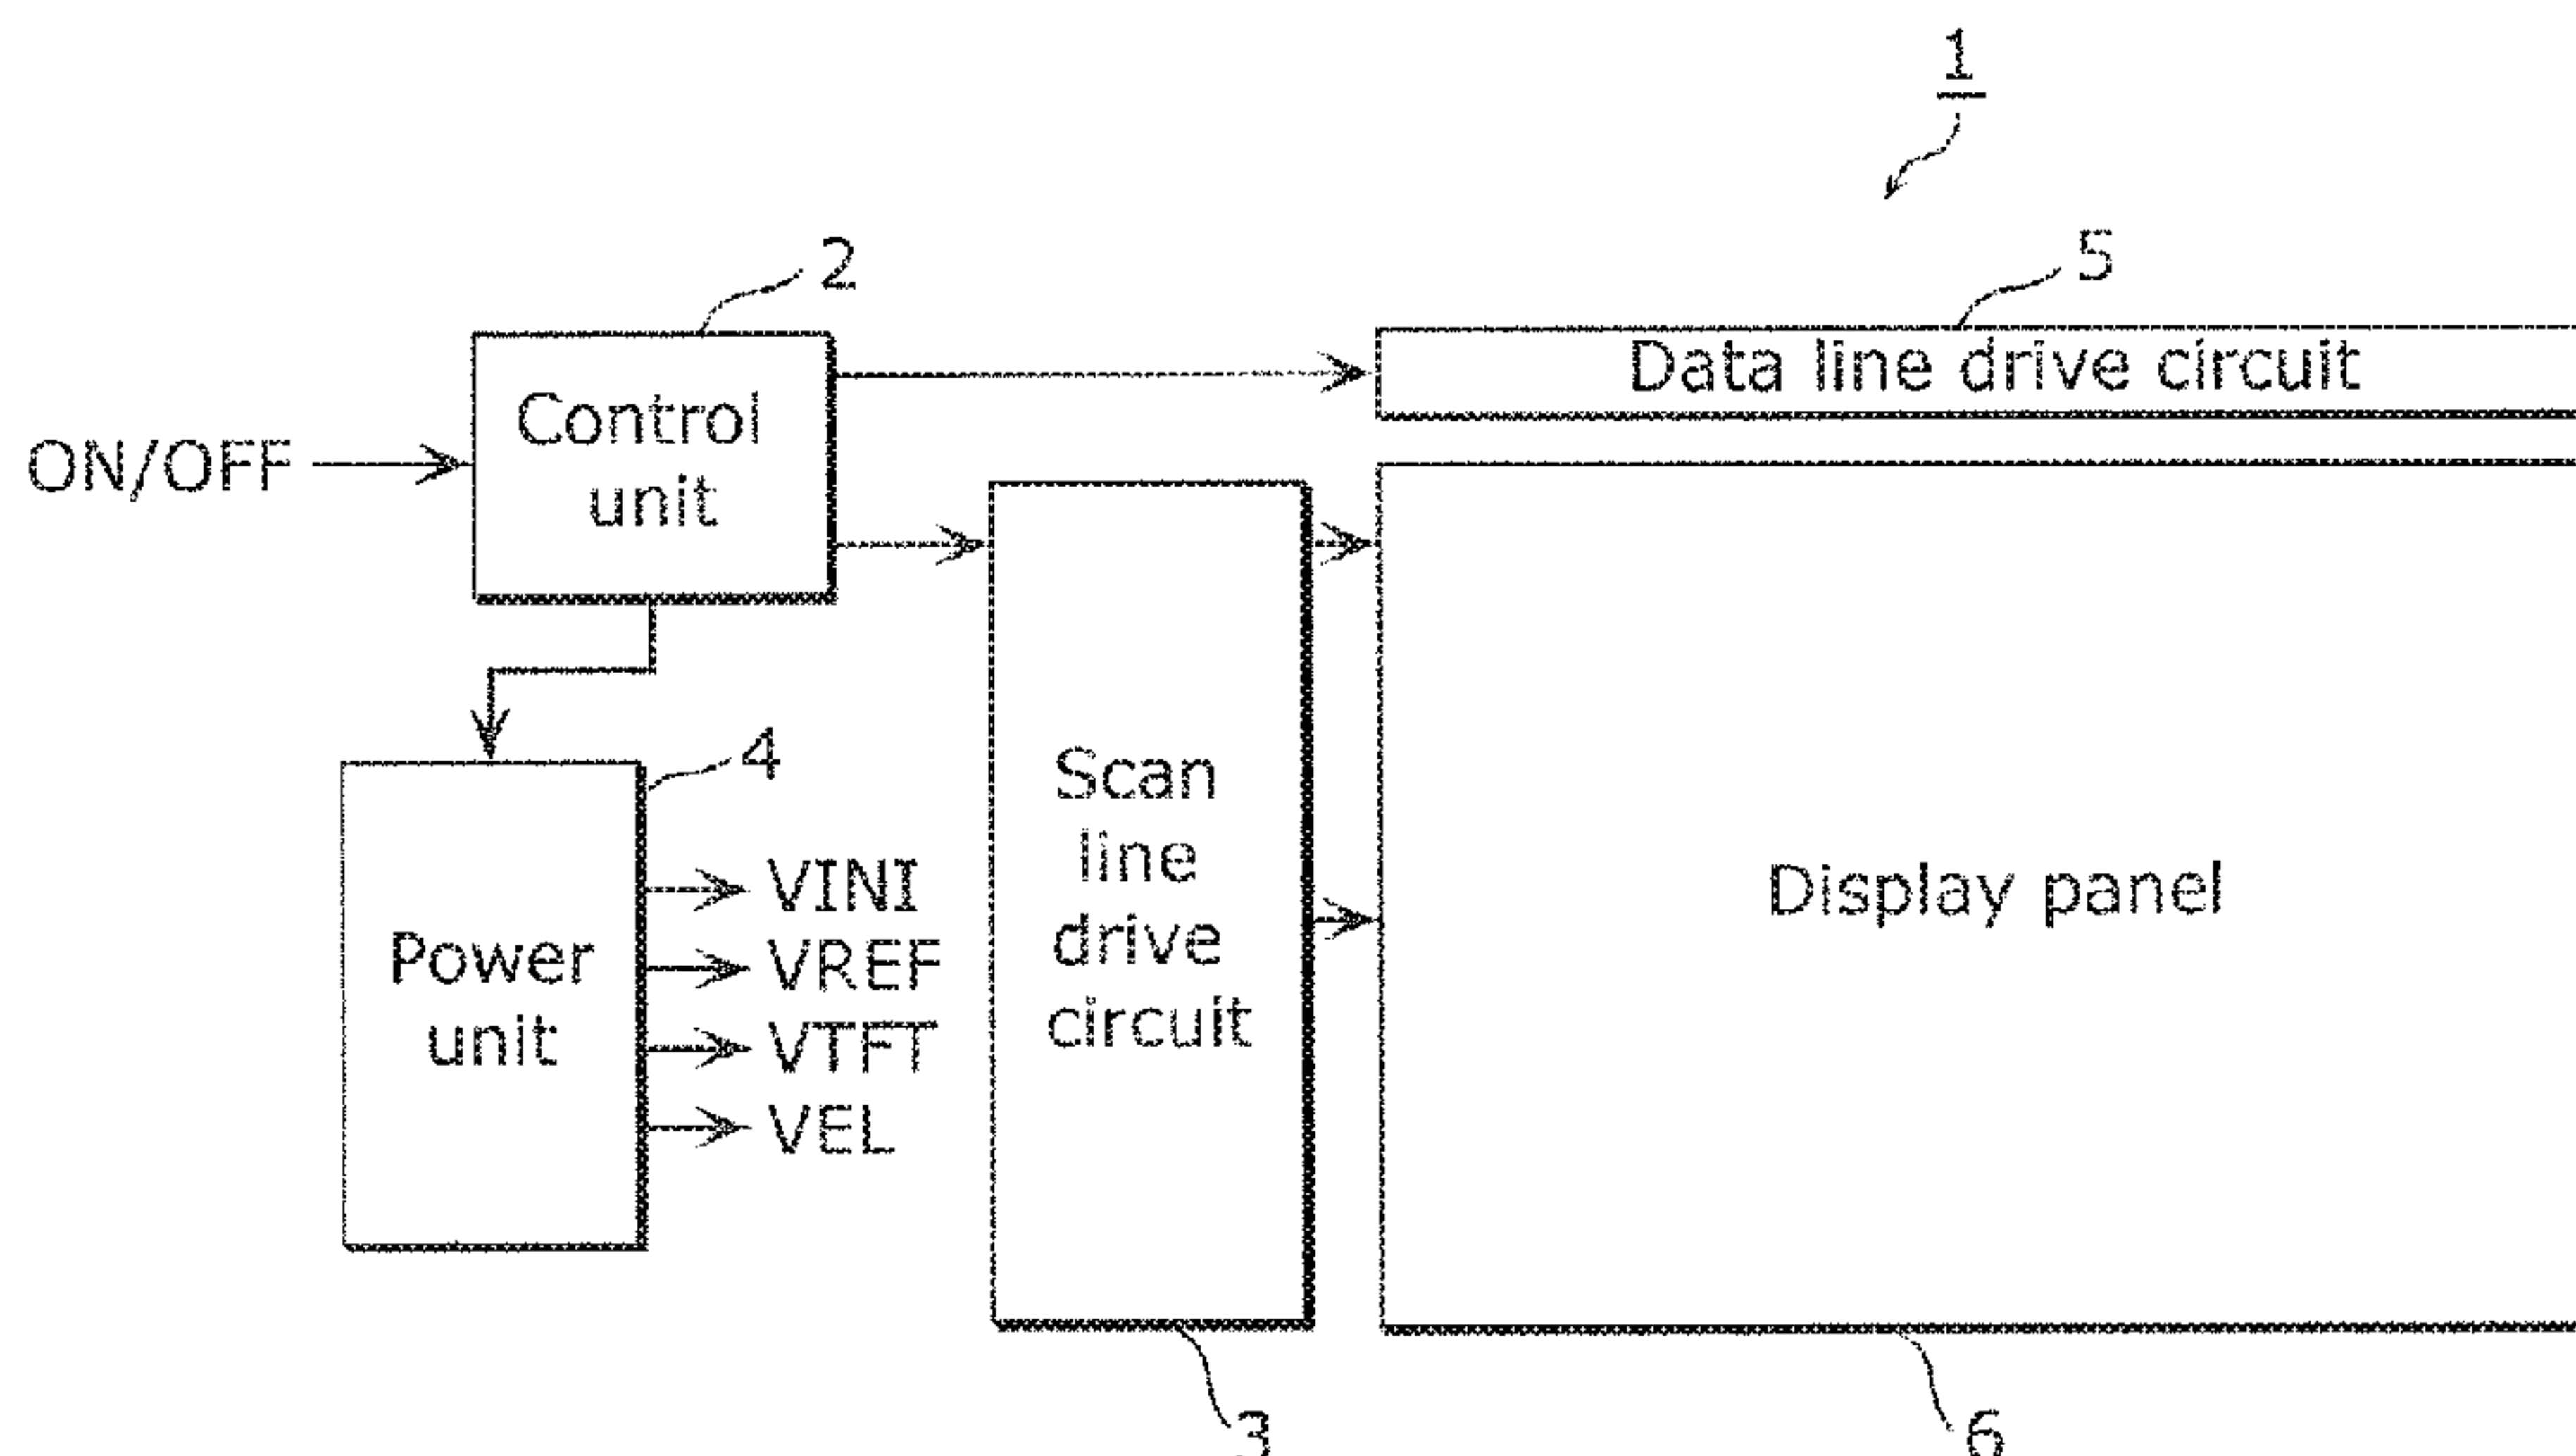 1
2
5
Data line drive circuit
Control
unit
ON/OFF
4
Scan
line
drive
circuit
Display panel
Power
unit
VINI
VREF
VTFT
VEL
3
6